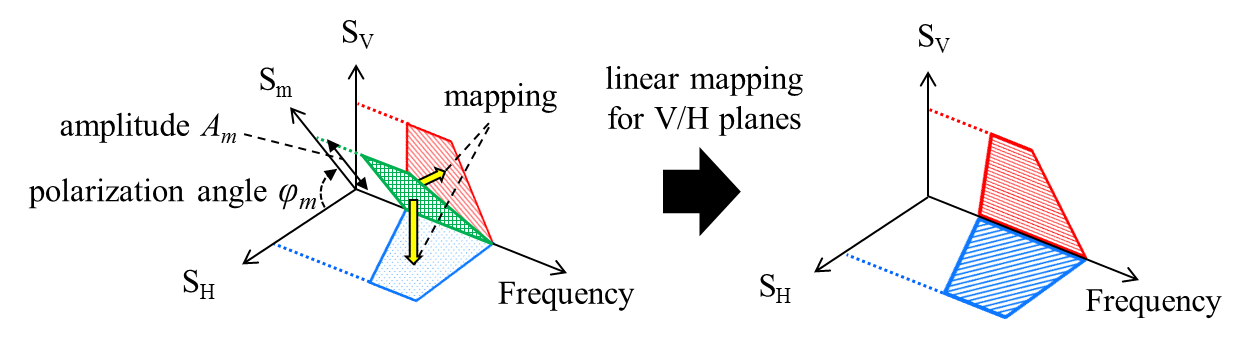 S_V
S_m
amplitude A_m
polarization angle φ_m
S_H
mapping
Frequency
linear mapping
for V/H planes
S_V
S_H
Frequency